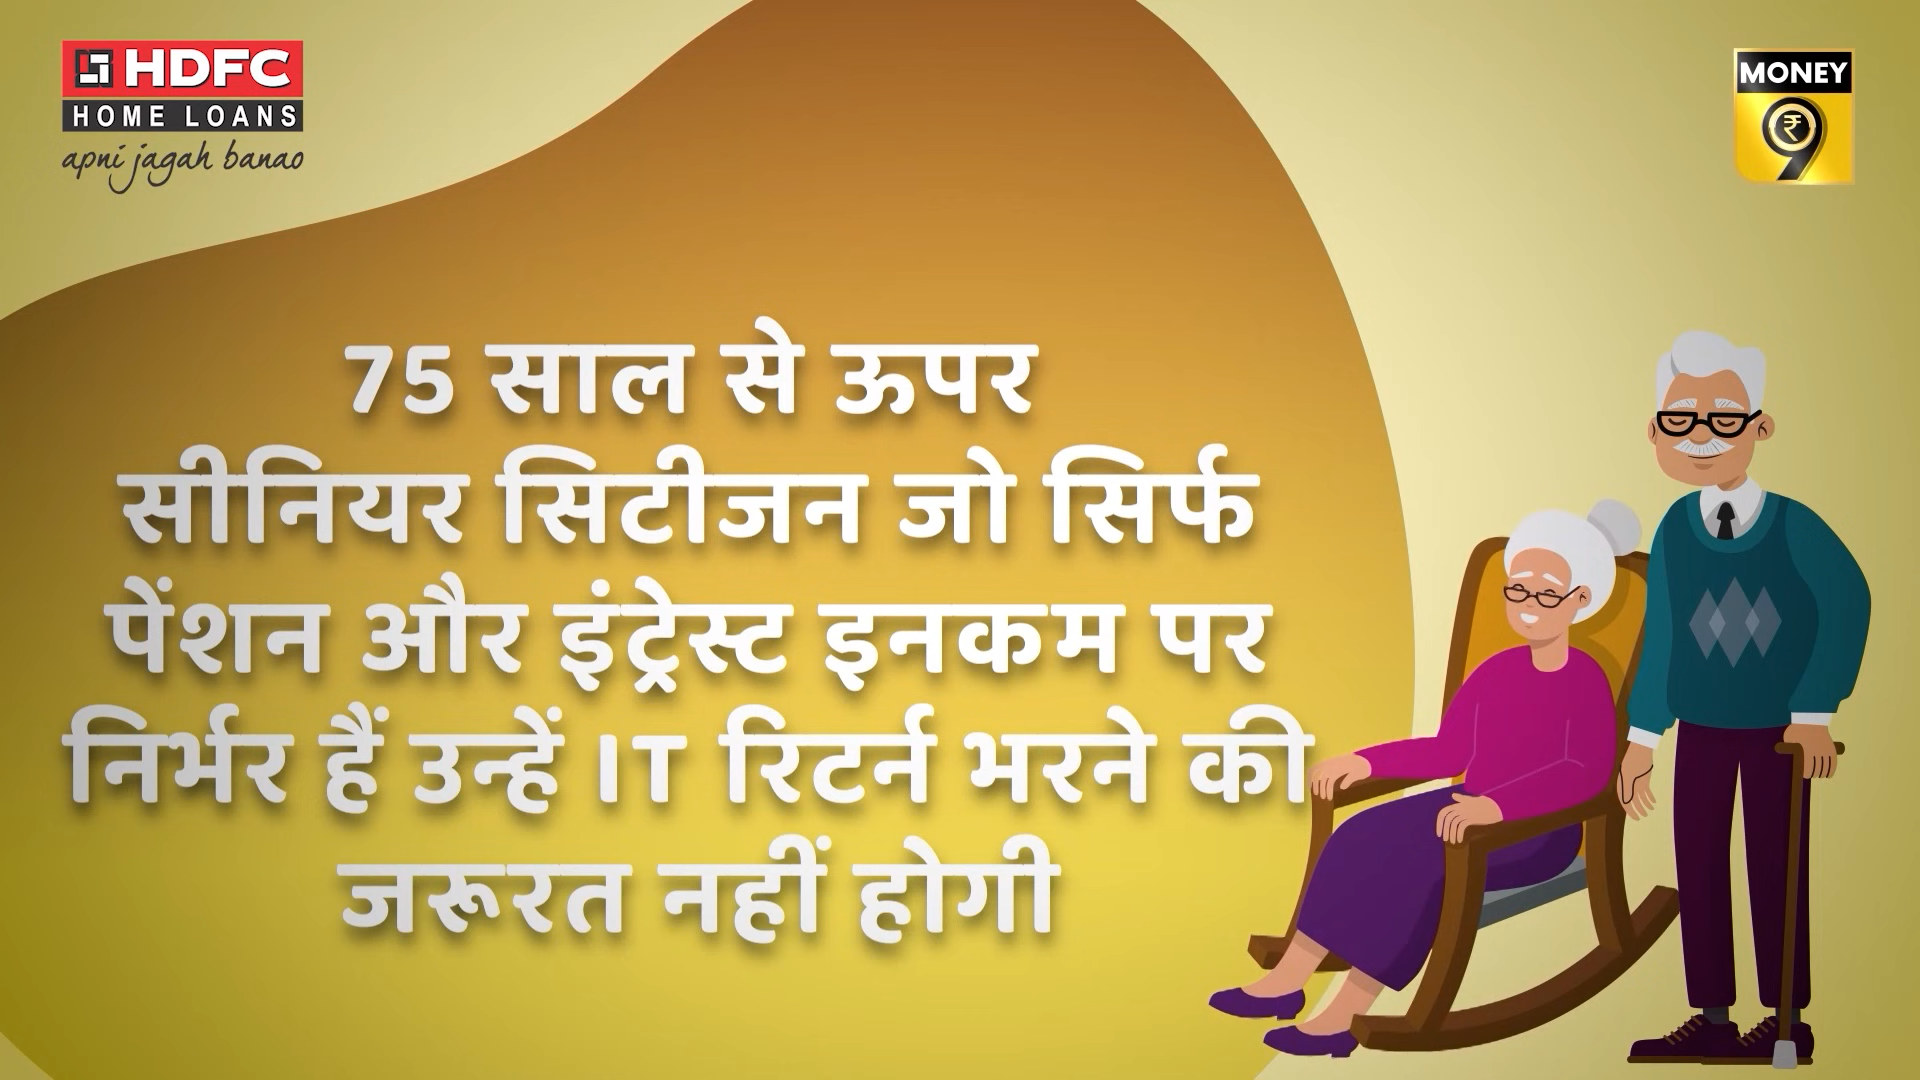 HDFC
HOME LOANS
apni jagah banao
MONEY
9
75 साल से ऊपर
सीनियर सिटीजन जो सिर्फ
पेंशन और इंट्रेस्ट इनकम पर
निर्भर हैं उन्हें IT रिटर्न भरने की
जरूरत नहीं होगी